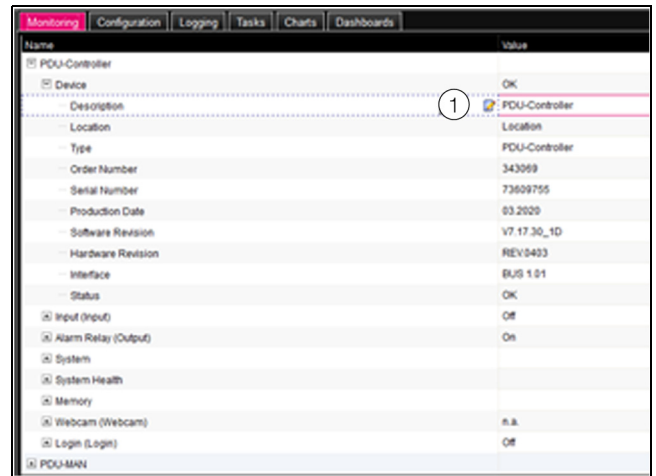 Monitoring Configuration Logging Tasks Charts Dashboards
Name Value
PDU-Controller
Device OK
Description 1 PDU-Controller
Location Location
Type PDU-Controller
Order Number 343069
Serial Number 73609755
Production Date 03.2020
Software Revision V7.17.30_1D
Hardware Revision REV.0403
Interface BUS 1.01
Status OK
Input (Input) Off
Alarm Relay (Output) On
System
System Health
Memory
Webcam (Webcam) n.a.
Login (Login) Off
PDU-MAN